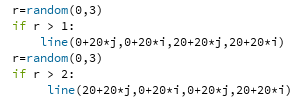 r=random(0,3)
if r > 1:
    line(0+20*j,0+20*i,20+20*j,20+20*i)
r=random(0,3)
if r > 2:
     line(20+20*j,0+20*i,0+20*j,20+20*i)